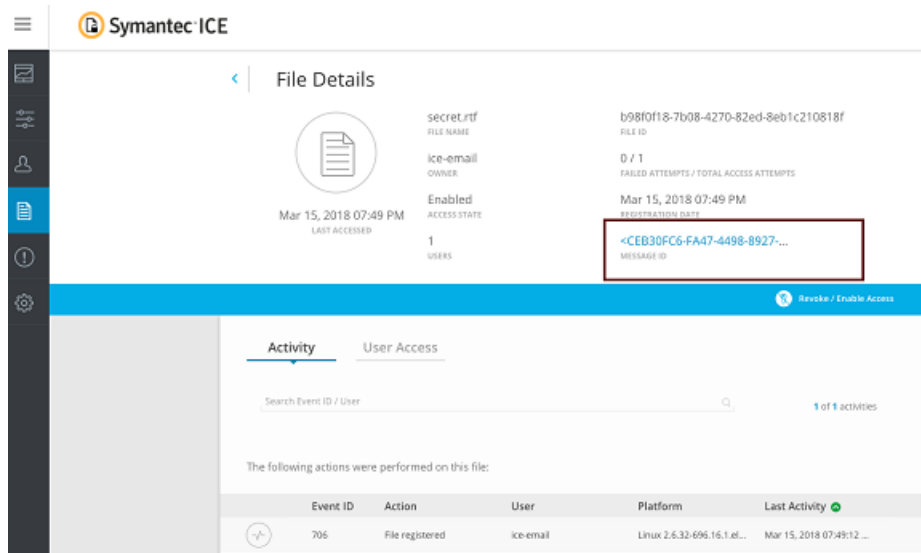 Symantec ICE
File Details
secret.rtf
FILE NAME
b98f0f18-7b08-4270-82ed-8eb1c210818f
FILE ID
ice-email
OWNER
0 / 1
FAILED ATTEMPTS / TOTAL ACCESS ATTEMPTS
Mar 15, 2018 07:49 PM
LAST ACCESSED
Enabled
ACCESS STATE
Mar 15, 2018 07:49 PM
REGISTRATION DATE
1
USERS
<CEB30FC6-FA47-4498-8927-...
MESSAGE ID
Revoke / Enable Access
Activity User Access
Search Event ID / User
1 of 1 activities
The following actions were performed on this file:
Event ID Action User Platform Last Activity
706 File registered ice-email Linux 2.6.32-696.16.1.el... Mar 15, 2018 07:49:12 ...